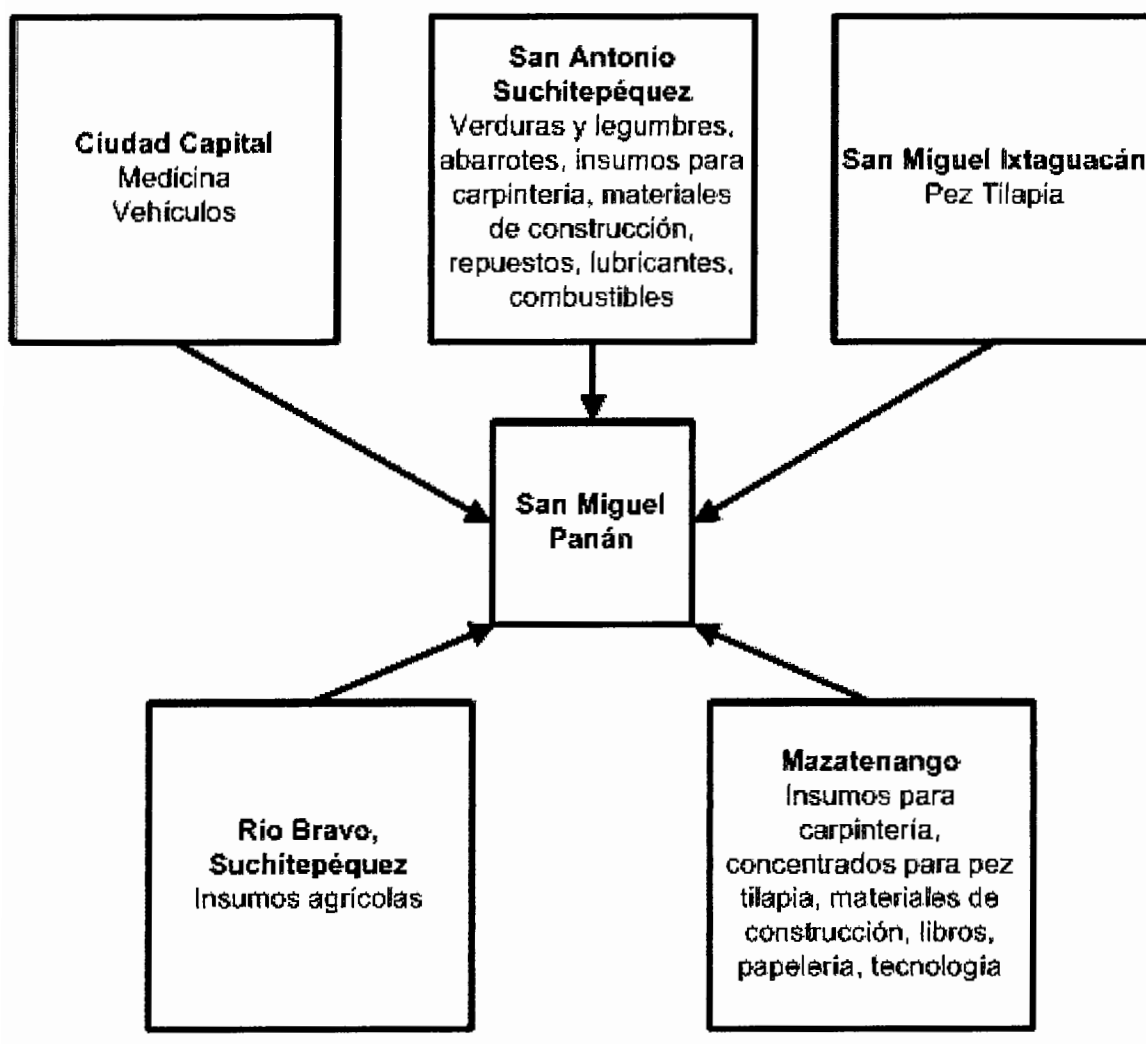 Ciudad Capital
Medicina
Vehículos
San Antonio
Suchitepéquez
Verduras y legumbres,
abarrotes, insumos para
carpintería, materiales
de construcción,
repuestos, lubricantes,
combustibles
San Miguel Ixtaguacán
Pez Tilapia
San Miguel
Panán
Río Bravo,
Suchitepéquez
Insumos agrícolas
Mazatenango
Insumos para
carpintería,
concentrados para pez
tilapia, materiales de
construcción, libros,
papelería, tecnología